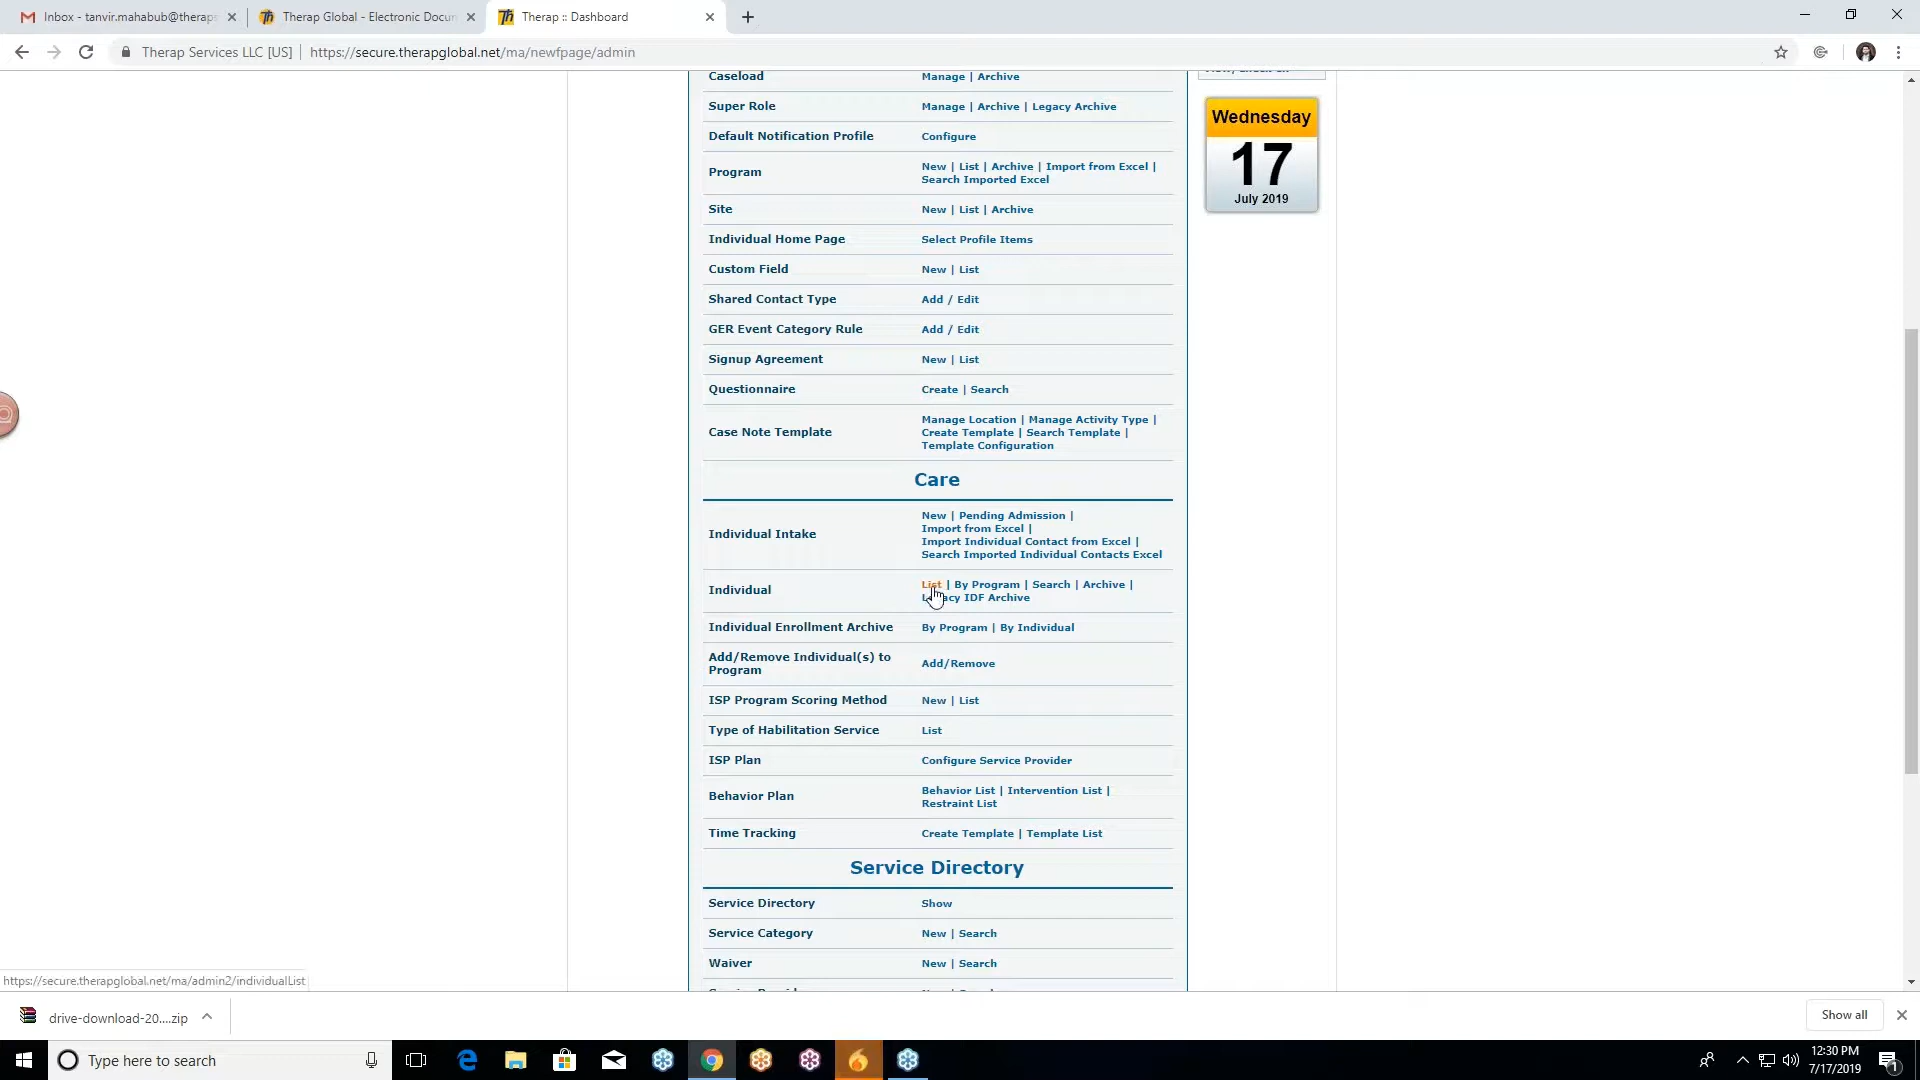 Inbox - tanvir.mahabub@theraps
Therap Global - Electronic Docun
Therap :: Dashboard
Therap Services LLC [US] | https://secure.therapglobal.net/ma/newfpage/admin
Caseload Manage | Archive
Super Role Manage | Archive | Legacy Archive
Default Notification Profile Configure
Program New | List | Archive | Import from Excel |
Search Imported Excel
Site New | List | Archive
Individual Home Page Select Profile Items
Custom Field New | List
Shared Contact Type Add / Edit
GER Event Category Rule Add / Edit
Signup Agreement New | List
Questionnaire Create | Search
Case Note Template Manage Location | Manage Activity Type |
Create Template | Search Template |
Template Configuration
Care
Individual Intake New | Pending Admission |
Import from Excel |
Import Individual Contact from Excel |
Search Imported Individual Contacts Excel
Individual List | By Program | Search | Archive |
Legacy IDF Archive
Individual Enrollment Archive By Program | By Individual
Add/Remove Individual(s) to
Program Add/Remove
ISP Program Scoring Method New | List
Type of Habilitation Service List
ISP Plan Configure Service Provider
Behavior Plan Behavior List | Intervention List |
Restraint List
Time Tracking Create Template | Template List
Service Directory
Service Directory Show
Service Category New | Search
Waiver New | Search
Wednesday
17
July 2019
https://secure.therapglobal.net/ma/admin2/individualList
drive-download-20....zip
Show all
Type here to search
12:30 PM
7/17/2019
1